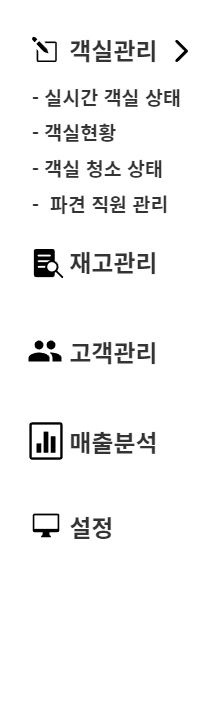 객실관리
- 실시간 객실 상태
- 객실현황
- 객실 청소 상태
- 파견 직원 관리
재고관리
고객관리
매출분석
설정